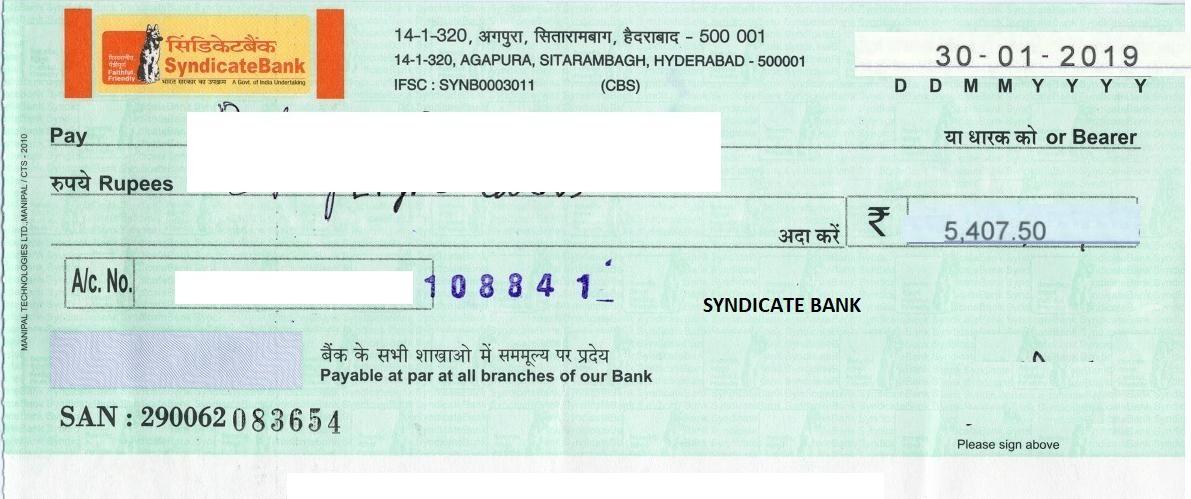 सिंडिकेटबैंक
SyndicateBank
विश्वसनीय, मैत्रीपूर्ण
Faithful, Friendly
भारत सरकार का उपक्रम A Govt. of India Undertaking
14-1-320, अगपुरा, सितारामबाग, हैदराबाद - 500 001
14-1-320, AGAPURA, SITARAMBAGH, HYDERABAD - 500001
IFSC : SYNB0003011 (CBS)
30-01-2019
D D M M Y Y Y Y
Pay या धारक को or Bearer
रुपये Rupees
अदा करें ₹ 5,407.50
A/c. No. 108841
SYNDICATE BANK
बैंक के सभी शाखाओ में सममूल्य पर प्रदेय
Payable at par at all branches of our Bank
SAN : 290062083654
Please sign above
MANIPAL TECHNOLOGIES LTD.,MANIPAL / CTS - 2010